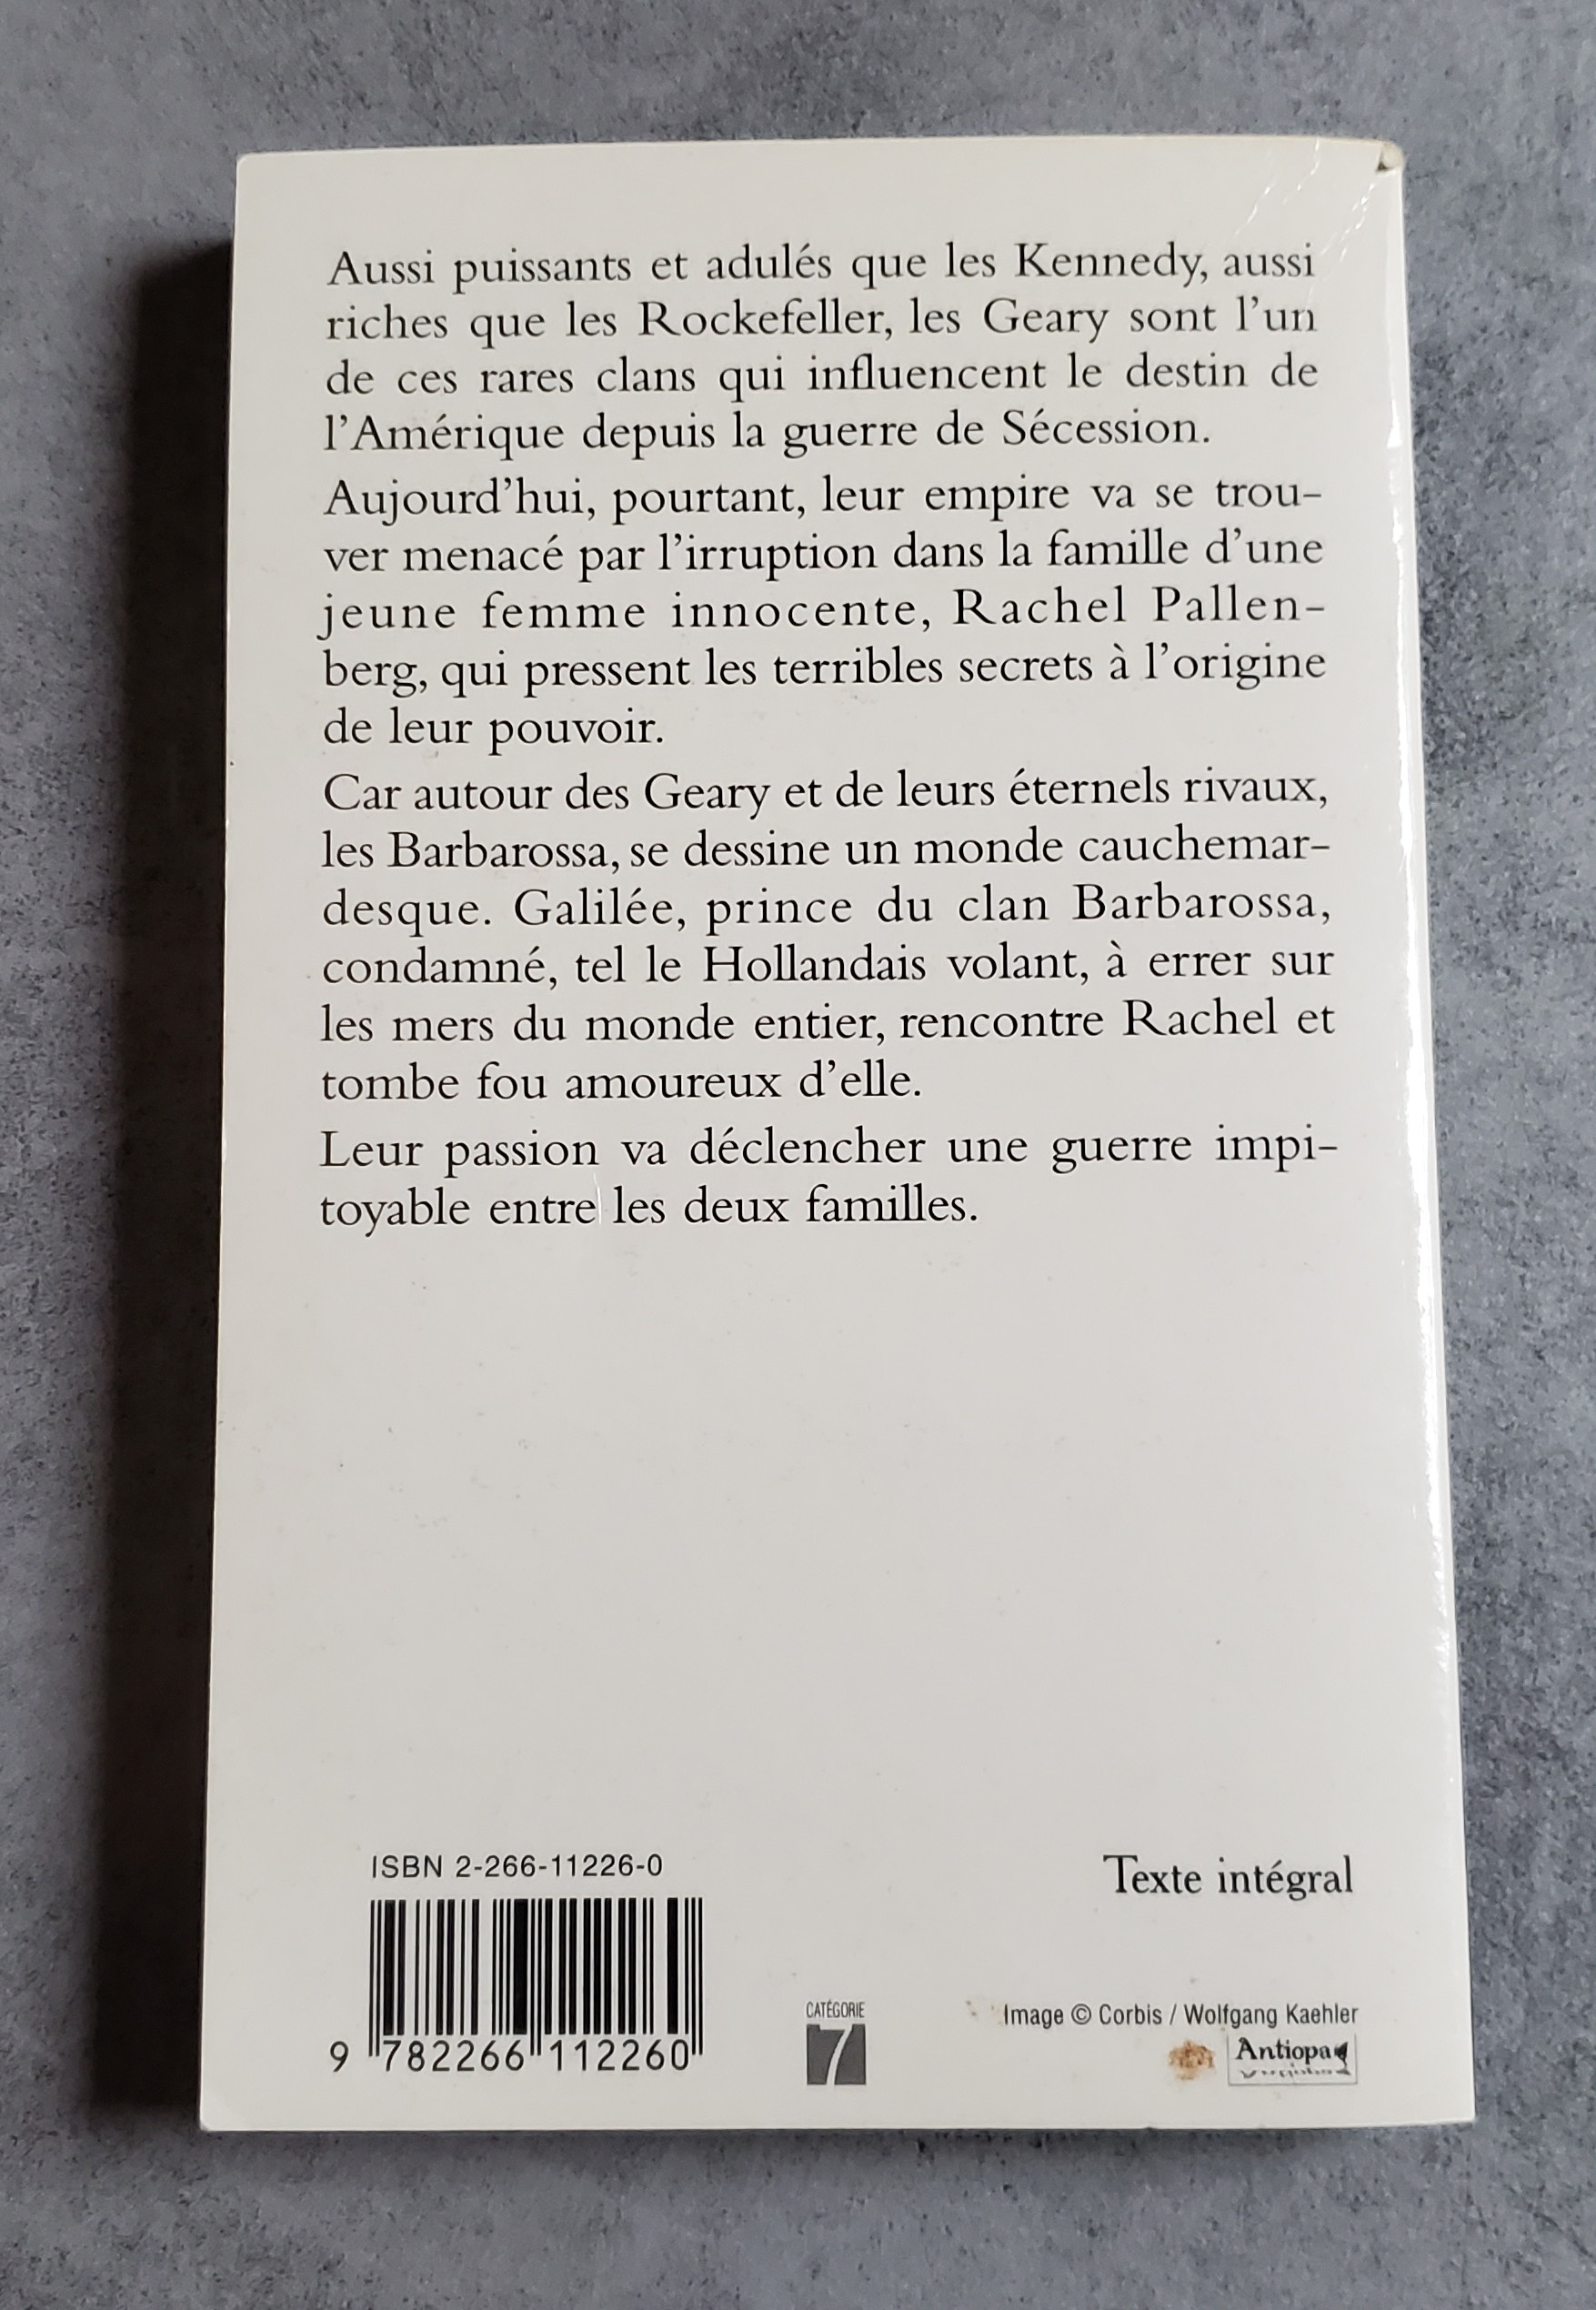 Aussi puissants et adulés que les Kennedy, aussi
riches que les Rockefeller, les Geary sont l'un
de ces rares clans qui influencent le destin de
l'Amérique depuis la guerre de Sécession.
Aujourd'hui, pourtant, leur empire va se trou-
ver menacé par l'irruption dans la famille d'une
jeune femme innocente, Rachel Pallen-
berg, qui pressent les terribles secrets à l'origine
de leur pouvoir.
Car autour des Geary et de leurs éternels rivaux,
les Barbarossa, se dessine un monde cauchemar-
desque. Galilée, prince du clan Barbarossa,
condamné, tel le Hollandais volant, à errer sur
les mers du monde entier, rencontre Rachel et
tombe fou amoureux d'elle.
Leur passion va déclencher une guerre impi-
toyable entre les deux familles.
ISBN 2-266-11226-0
9 782266 112260
CATÉGORIE
7
Texte intégral
Image © Corbis / Wolfgang Kaehler
Antiopa